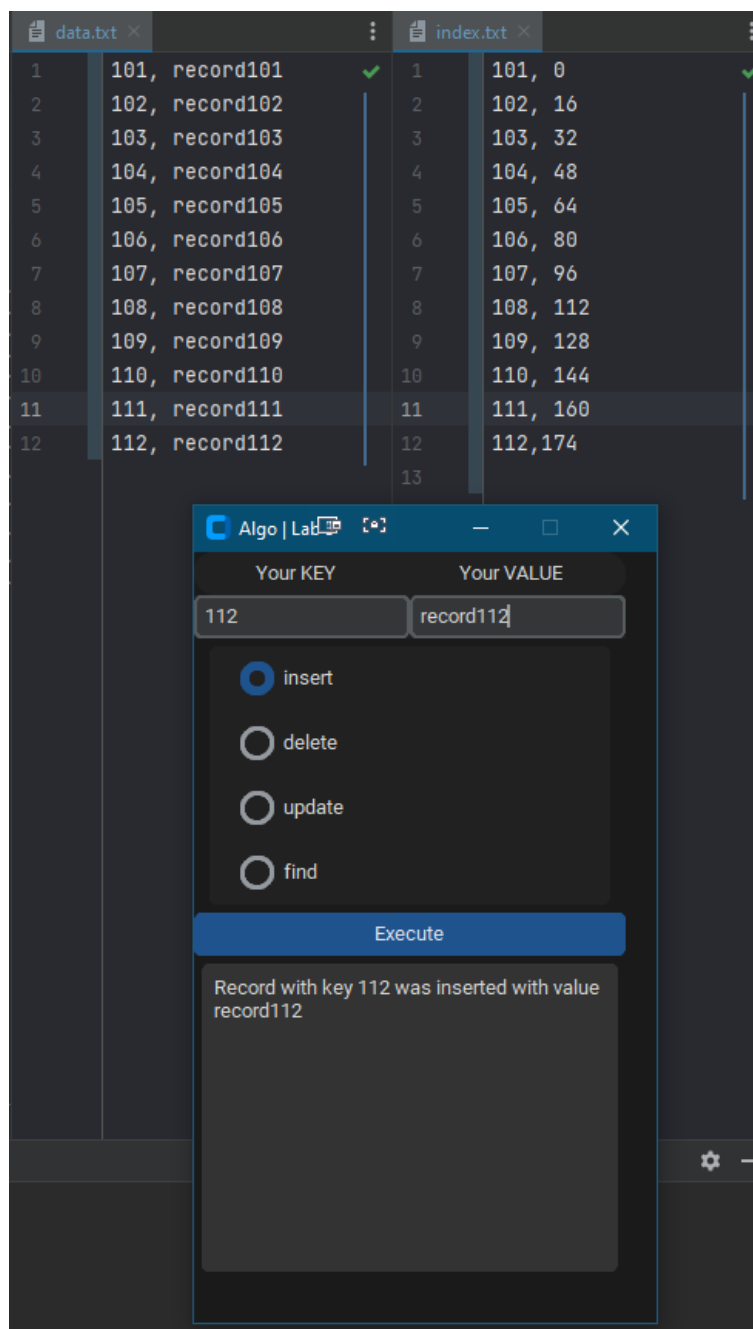 data.txt
1 101, record101
2 102, record102
3 103, record103
4 104, record104
5 105, record105
6 106, record106
7 107, record107
8 108, record108
9 109, record109
10 110, record110
11 111, record111
12 112, record112
index.txt
1 101, 0
2 102, 16
3 103, 32
4 104, 48
5 105, 64
6 106, 80
7 107, 96
8 108, 112
9 109, 128
10 110, 144
11 111, 160
12 112,174
13
Algo | Lab
Your KEY Your VALUE
112 record112
insert
delete
update
find
Execute
Record with key 112 was inserted with value
record112